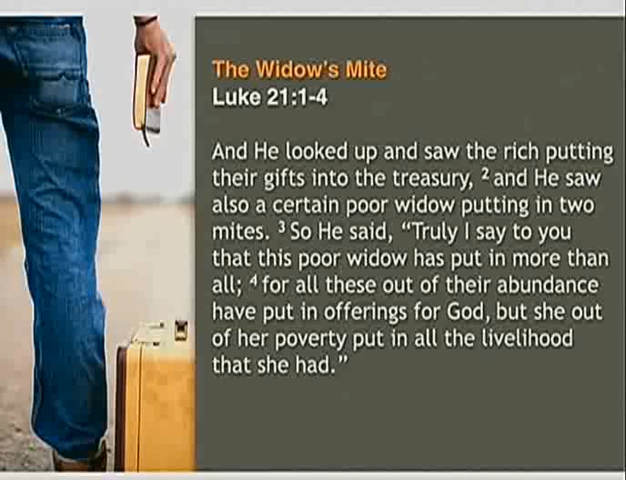 The Widow's Mite
Luke 21:1-4
And He looked up and saw the rich putting
their gifts into the treasury, ² and He saw
also a certain poor widow putting in two
mites. ³ So He said, “Truly I say to you
that this poor widow has put in more than
all; ⁴ for all these out of their abundance
have put in offerings for God, but she out
of her poverty put in all the livelihood
that she had.”